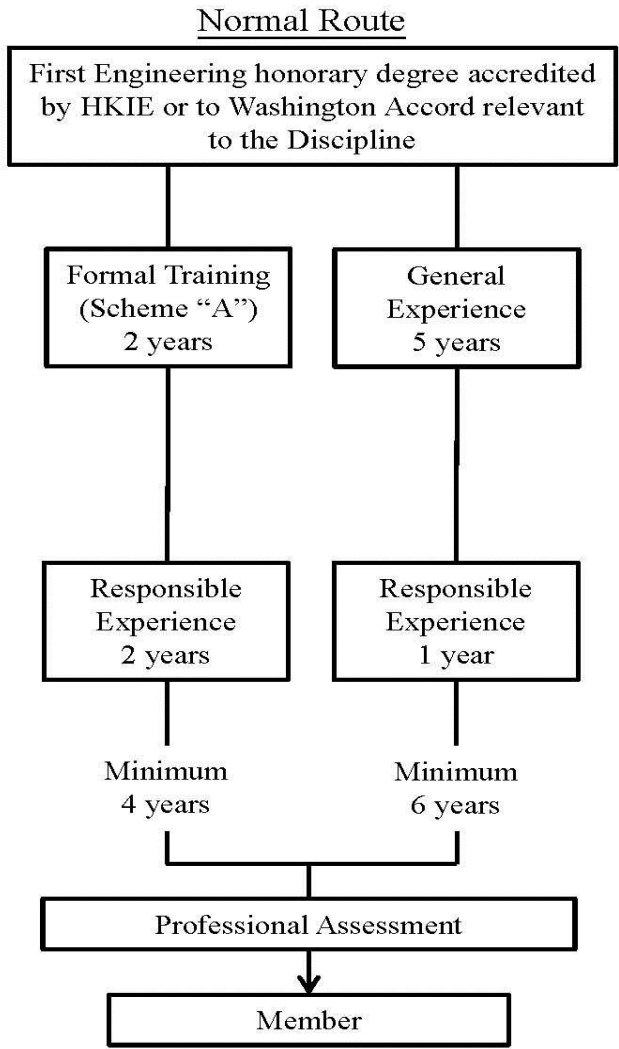 Normal Route
First Engineering honorary degree accredited
by HKIE or to Washington Accord relevant
to the Discipline
Formal Training
(Scheme “A”)
2 years
General
Experience
5 years
Responsible
Experience
2 years
Responsible
Experience
1 year
Minimum
4 years
Minimum
6 years
Professional Assessment
Member